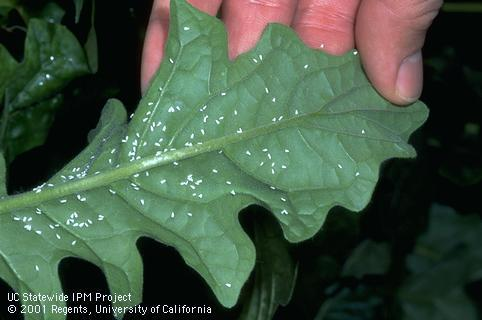 UC Statewide IPM Project
© 2001 Regents, University of California